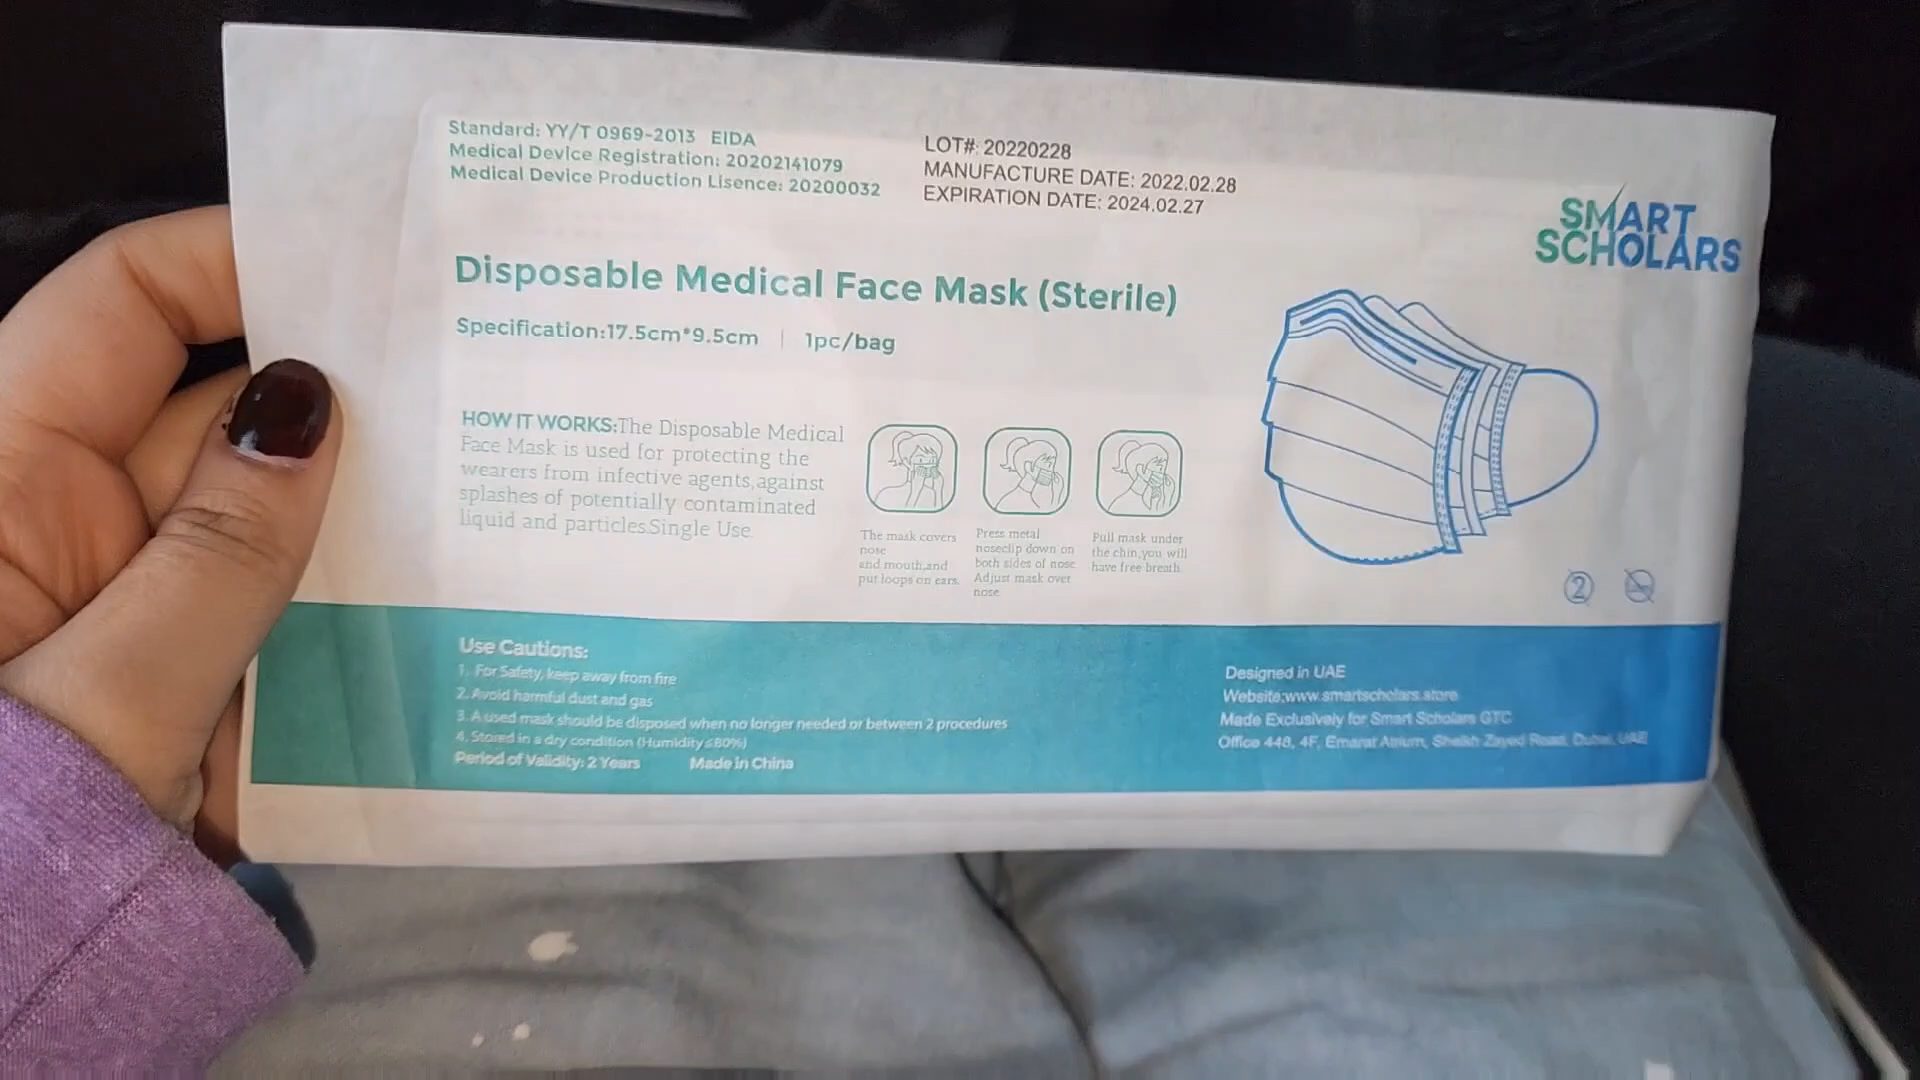 Standard: YY/T 0969-2013 EIDA
Medical Device Registration: 20202141079
Medical Device Production Lisence: 20200032
LOT#: 20220228
MANUFACTURE DATE: 2022.02.28
EXPIRATION DATE: 2024.02.27
SMART
SCHOLARS
Disposable Medical Face Mask (Sterile)
Specification:17.5cm*9.5cm | 1pc/bag
HOW IT WORKS:The Disposable Medical
Face Mask is used for protecting the
wearers from infective agents,against
splashes of potentially contaminated
liquid and particles.Single Use.
The mask covers
nose
and mouth,and
put loops on ears.
Press metal
noseclip down on
both sides of nose
Adjust mask over
nose.
Pull mask under
the chin,you will
have free breath.
2
Use Cautions:
1. For Safety, keep away from fire
2. Avoid harmful dust and gas
3. A used mask should be disposed when no longer needed or between 2 procedures
4. Stored in a dry condition (Humidity≤80%)
Period of Validity: 2 Years Made in China
Designed in UAE
Website:www.smartscholars.store
Made Exclusively for Smart Scholars GTC
Office 448, 4F, Emarat Atrium, Sheikh Zayed Road, Dubai, UAE